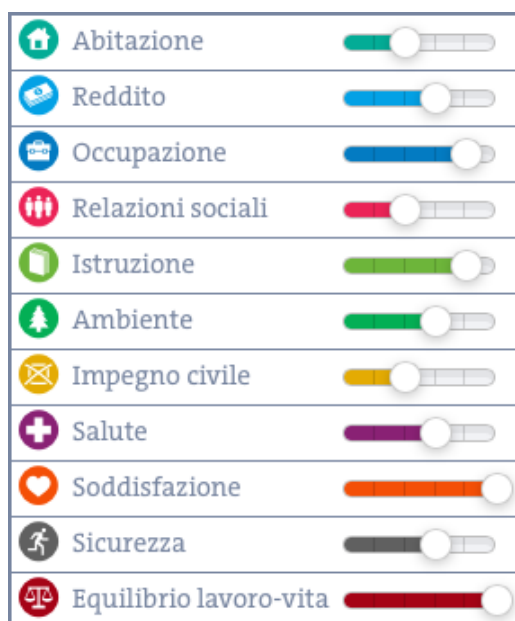 Abitazione
Reddito
Occupazione
Relazioni sociali
Istruzione
Ambiente
Impegno civile
Salute
Soddisfazione
Sicurezza
Equilibrio lavoro-vita